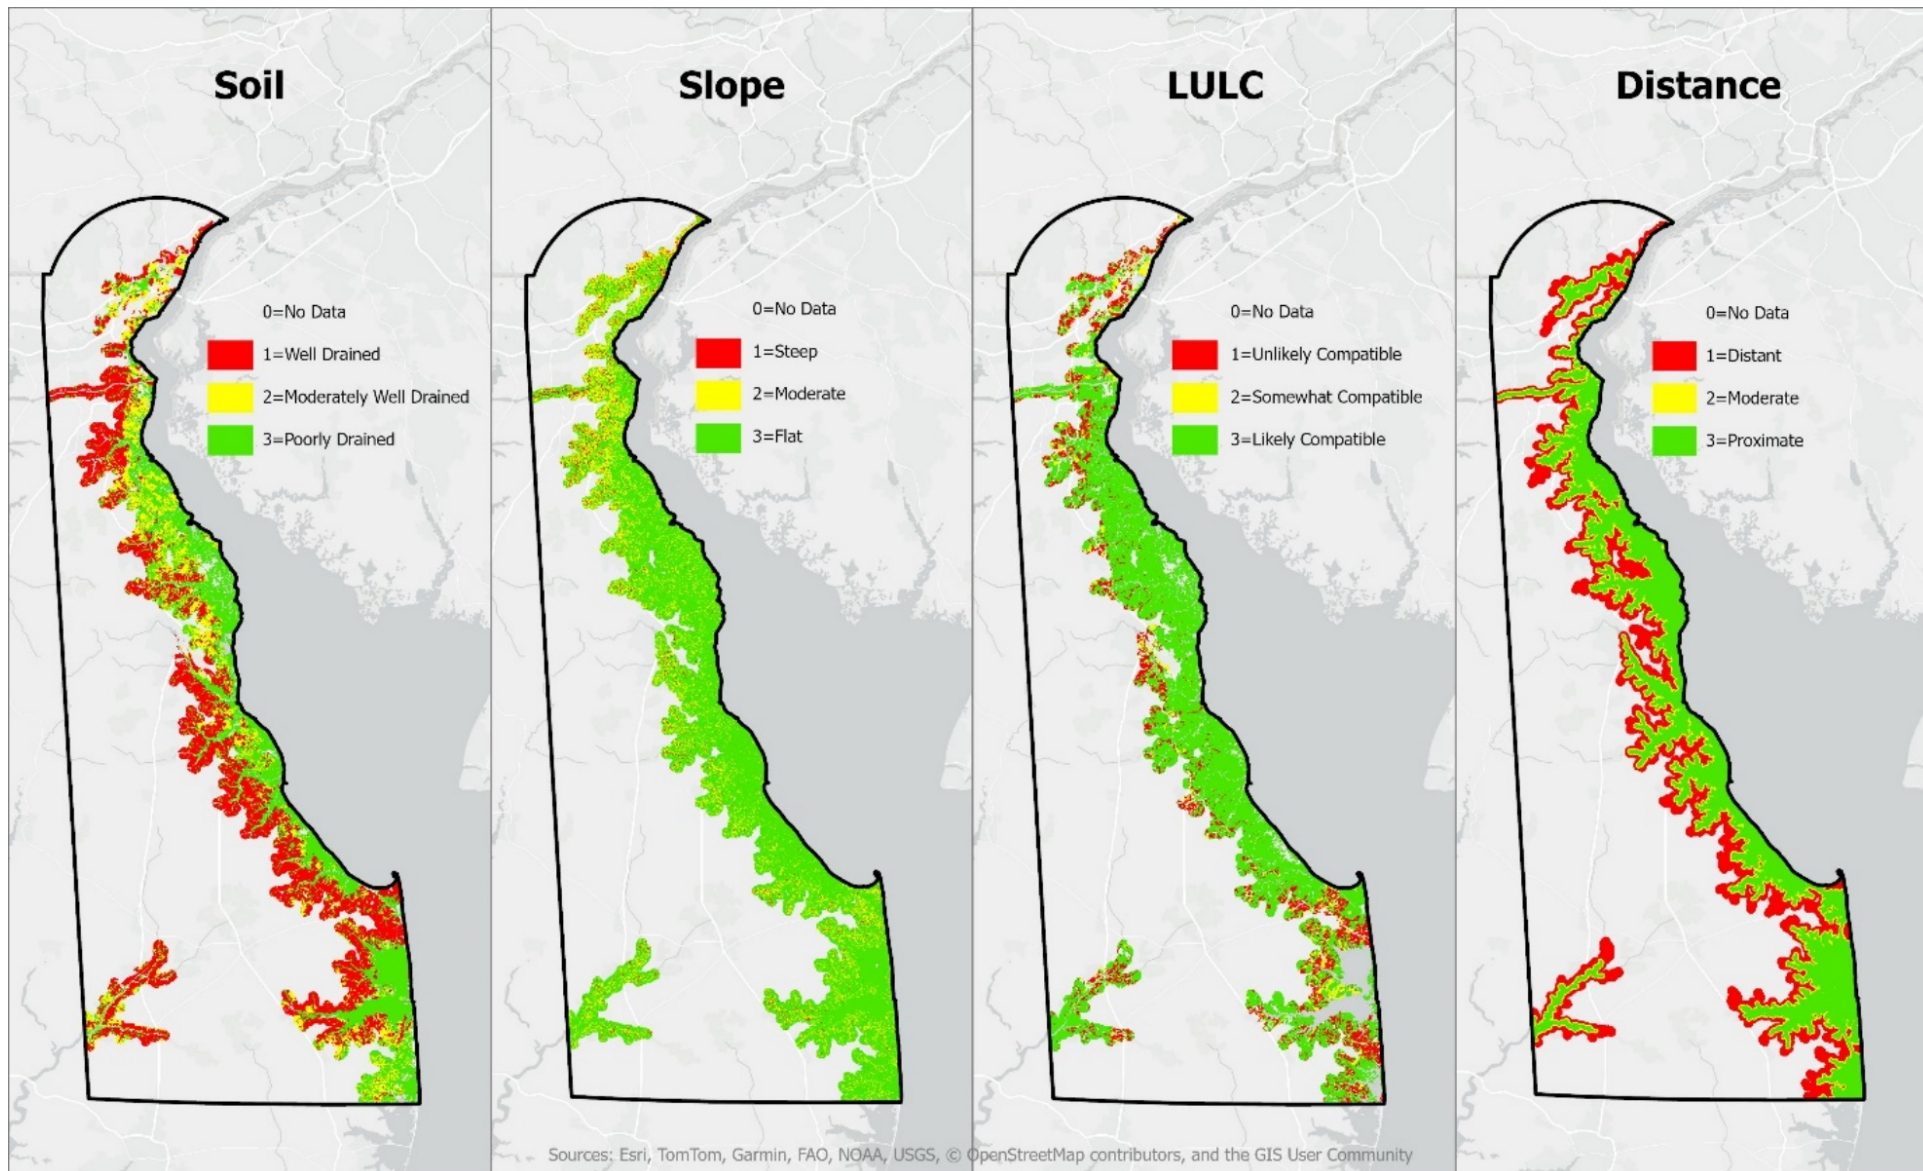 Soil
0=No Data
1=Well Drained
2=Moderately Well Drained
3=Poorly Drained
Slope
0=No Data
1=Steep
2=Moderate
3=Flat
LULC
0=No Data
1=Unlikely Compatible
2=Somewhat Compatible
3=Likely Compatible
Distance
0=No Data
1=Distant
2=Moderate
3=Proximate
Sources: Esri, TomTom, Garmin, FAO, NOAA, USGS, © OpenStreetMap contributors, and the GIS User Community